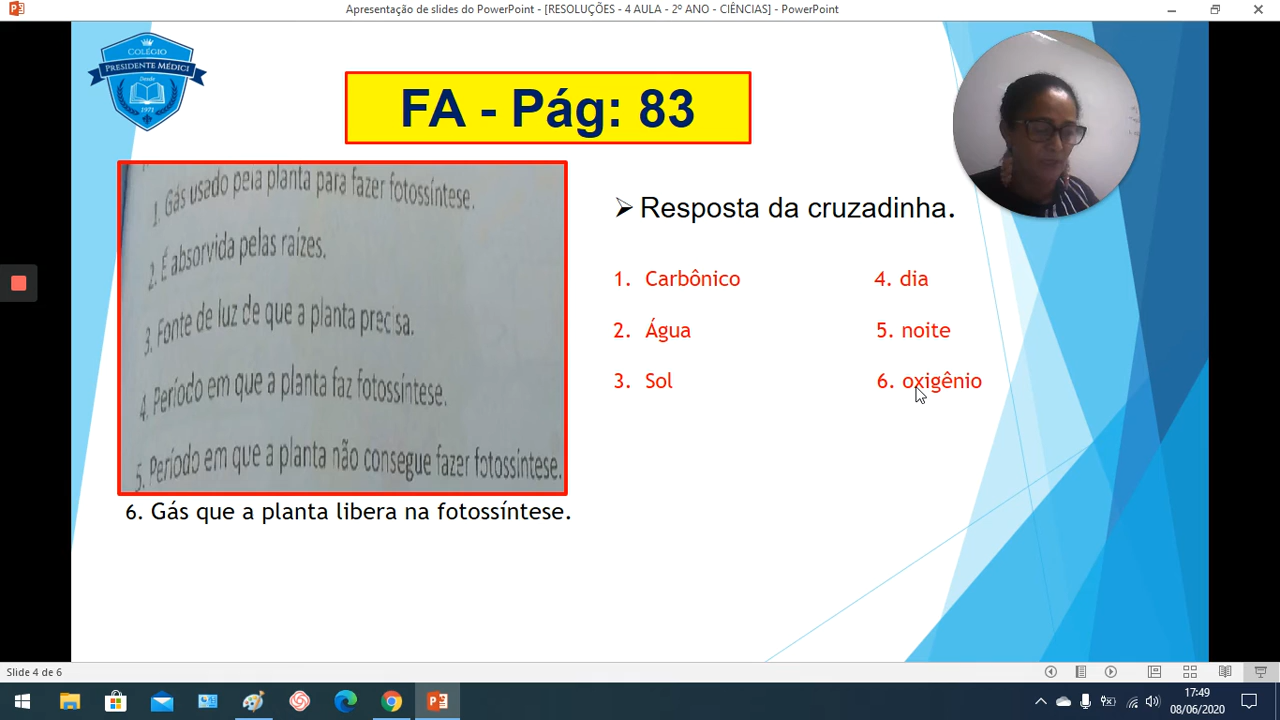 Apresentação de slides do PowerPoint - [RESOLUÇÕES - 4 AULA - 2º ANO - CIÊNCIAS] - PowerPoint
COLÉGIO
PRESIDENTE MÉDICI
Desde
1971
FA - Pág: 83
1. Gás usado pela planta para fazer fotossíntese.
2. É absorvida pelas raízes.
3. Fonte de luz de que a planta precisa.
4. Período em que a planta faz fotossíntese.
5. Período em que a planta não consegue fazer fotossíntese.
6. Gás que a planta libera na fotossíntese.
➢ Resposta da cruzadinha.
1. Carbônico
2. Água
3. Sol
4. dia
5. noite
6. oxigênio
Slide 4 de 6
17:49
08/06/2020